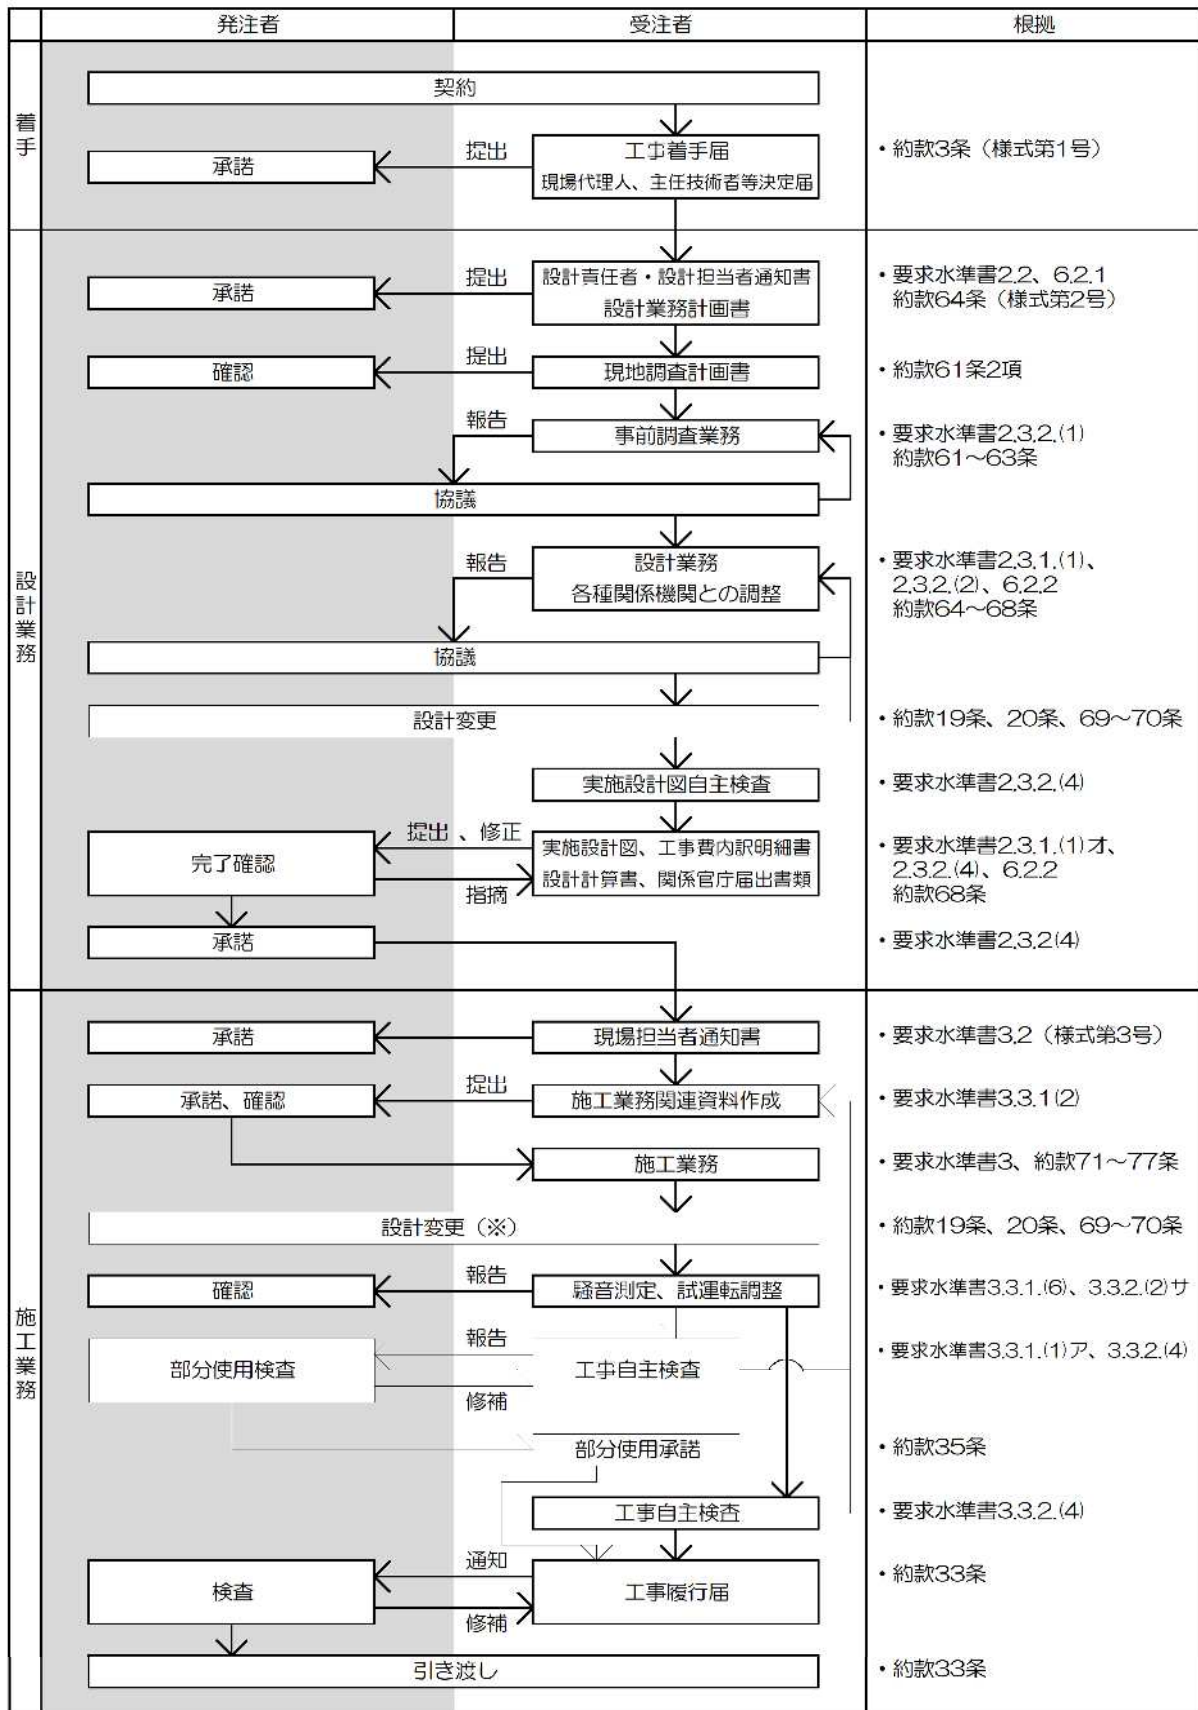 発注者
受注者
根拠
着手
契約
提出
工事着手届
現場代理人、主任技術者等決定届
承諾
・約款3条（様式第1号）
設計業務
提出
設計責任者・設計担当者通知書
設計業務計画書
承諾
・要求水準書2.2、6.2.1
約款64条（様式第2号）
提出
確認
現地調査計画書
・約款61条2項
報告
事前調査業務
・要求水準書2.3.2.(1)
約款61～63条
協議
報告
設計業務
各種関係機関との調整
・要求水準書2.3.1.(1)、
2.3.2.(2)、6.2.2
約款64～68条
協議
設計変更
・約款19条、20条、69～70条
実施設計図自主検査
・要求水準書2.3.2.(4)
提出、修正
完了確認
実施設計図、工事費内訳明細書
設計計算書、関係官庁届出書類
指摘
・要求水準書2.3.1.(1)オ、
2.3.2.(4)、6.2.2
約款68条
承諾
・要求水準書2.3.2(4)
施工業務
承諾
現場担当者通知書
・要求水準書3.2（様式第3号）
提出
承諾、確認
施工業務関連資料作成
・要求水準書3.3.1(2)
施工業務
・要求水準書3、約款71～77条
設計変更（※）
・約款19条、20条、69～70条
報告
確認
騒音測定、試運転調整
・要求水準書3.3.1.(6)、3.3.2.(2)サ
報告
部分使用検査
工事自主検査
修補
・要求水準書3.3.1.(1)ア、3.3.2.(4)
部分使用承諾
・約款35条
工事自主検査
・要求水準書3.3.2.(4)
通知
検査
工事履行届
修補
・約款33条
引き渡し
・約款33条